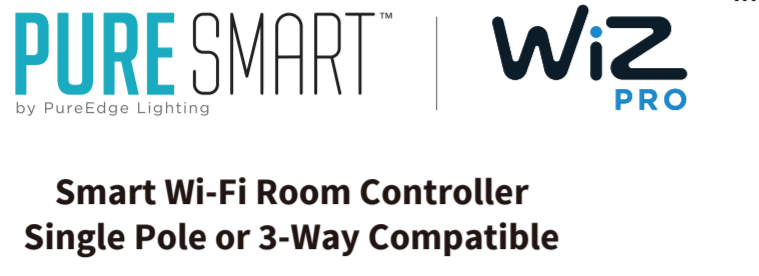 PURE SMART™
by PureEdge Lighting
WiZ
PRO
Smart Wi-Fi Room Controller
Single Pole or 3-Way Compatible